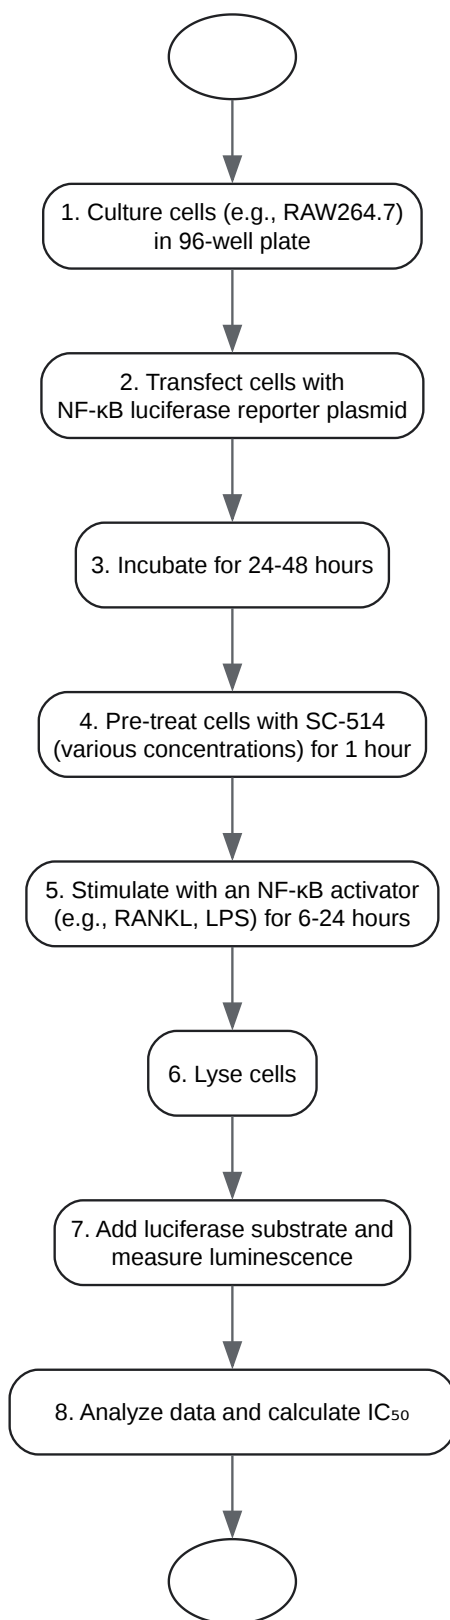 1. Culture cells (e.g., RAW264.7)
in 96-well plate
2. Transfect cells with
NF-κB luciferase reporter plasmid
3. Incubate for 24-48 hours
4. Pre-treat cells with SC-514
(various concentrations) for 1 hour
5. Stimulate with an NF-κB activator
(e.g., RANKL, LPS) for 6-24 hours
6. Lyse cells
7. Add luciferase substrate and
measure luminescence
8. Analyze data and calculate IC₅₀